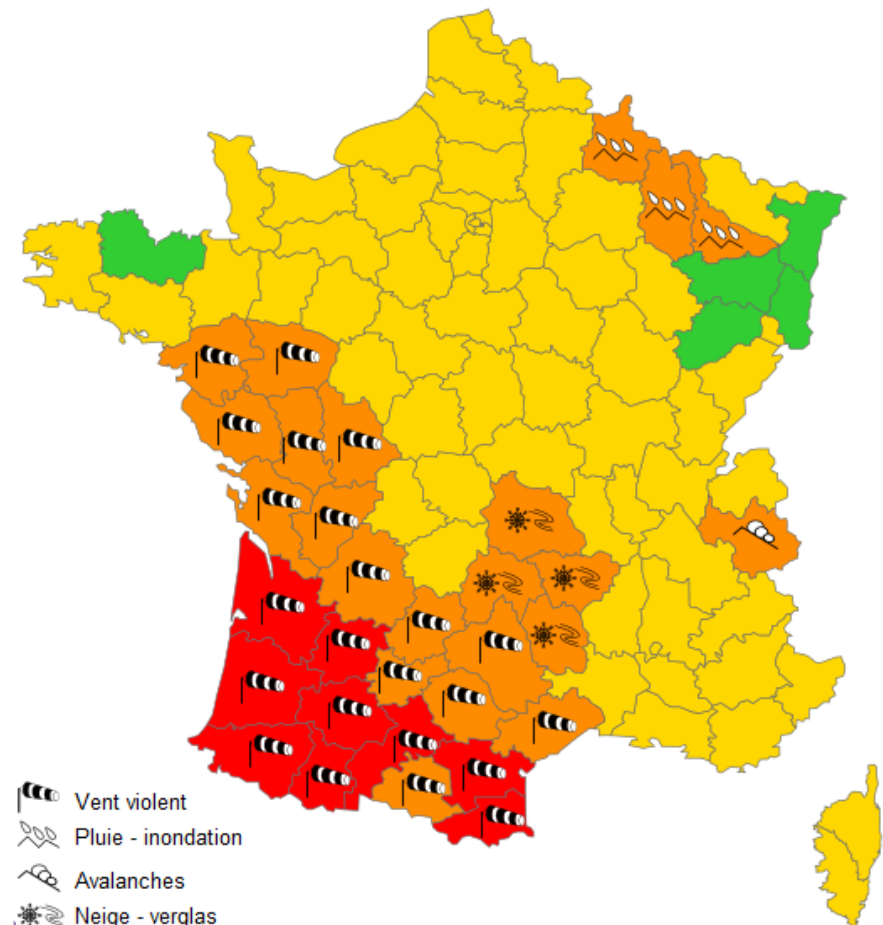 Vent violent
Pluie - inondation
Avalanches
Neige - verglas